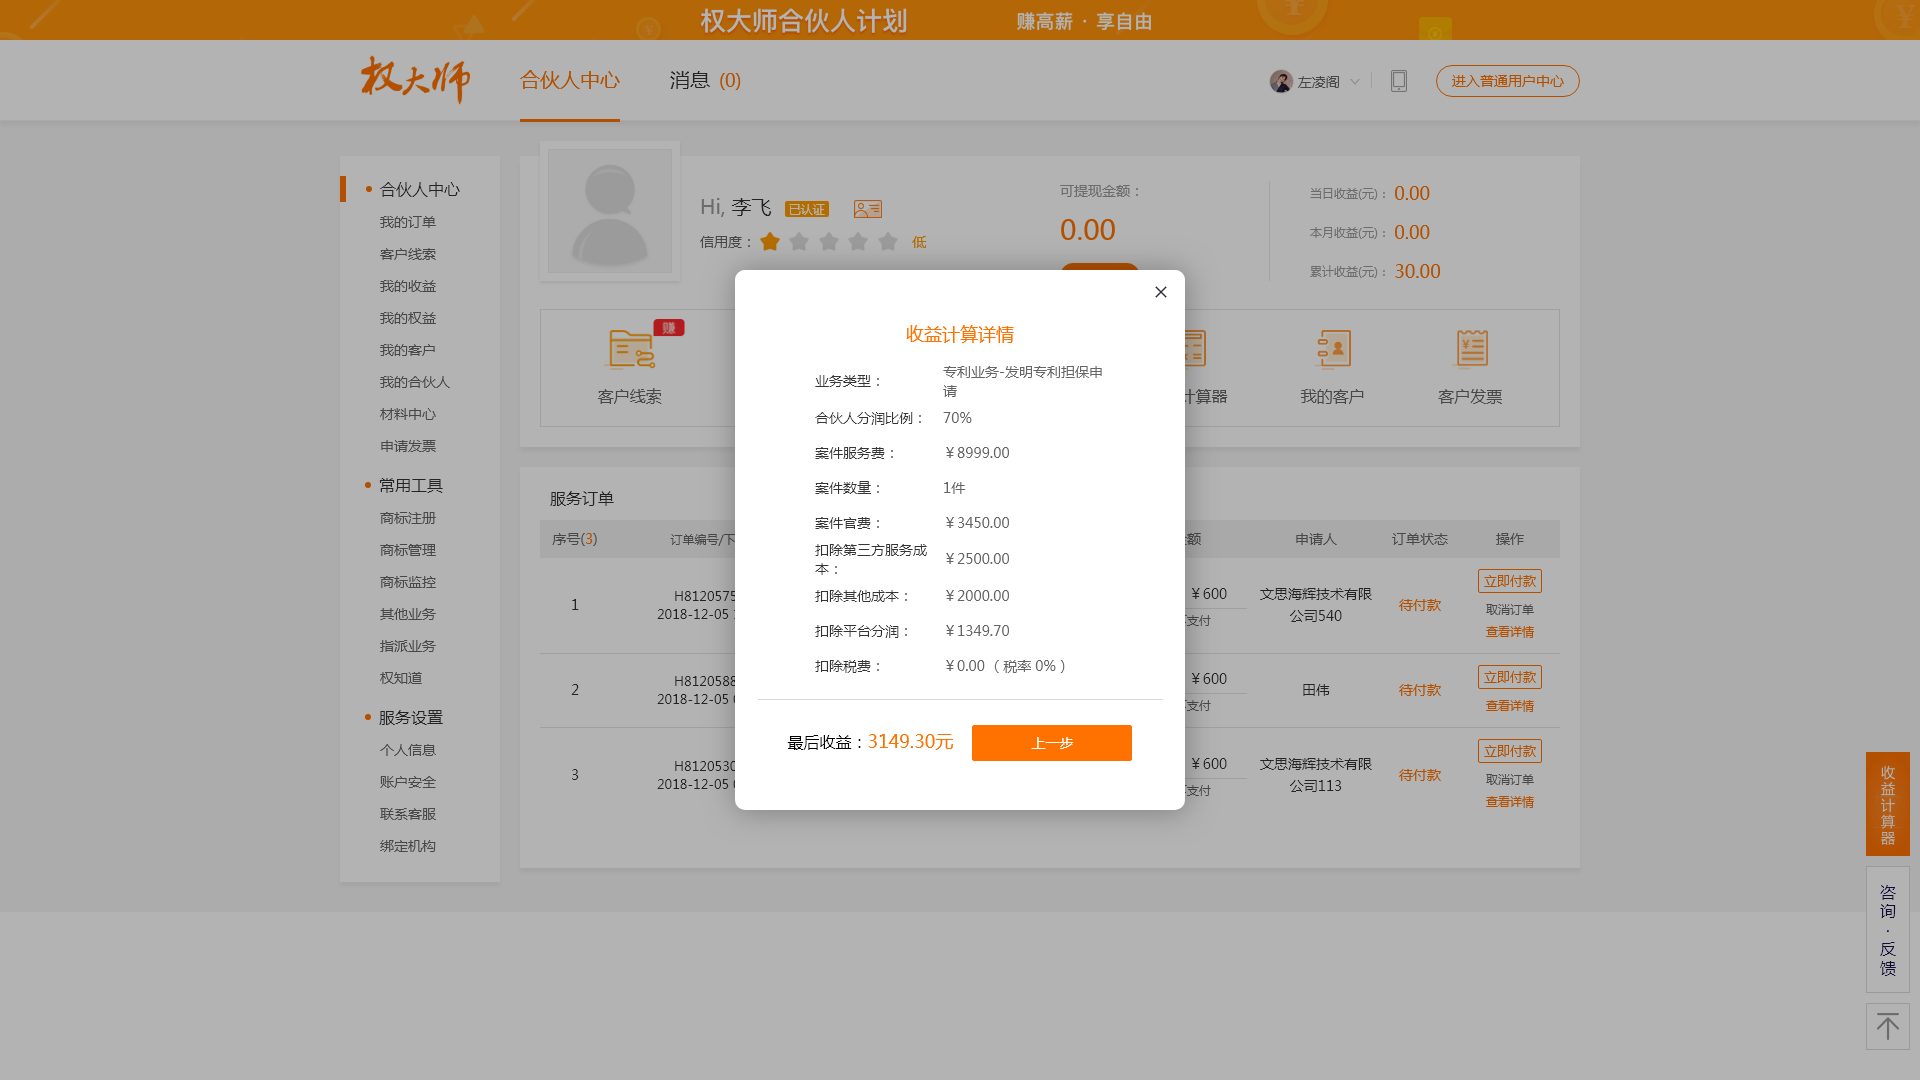 权大师合伙人计划
赚高薪 · 享自由
权大师
合伙人中心
消息 (0)
左凌阁
进入普通用户中心
合伙人中心
我的订单
客户线索
我的收益
我的权益
我的客户
我的合伙人
材料中心
申请发票
常用工具
商标注册
商标管理
商标监控
其他业务
指派业务
权知道
服务设置
个人信息
账户安全
联系客服
绑定机构
Hi, 李飞 已认证
信用度： 低
可提现金额：
0.00
当日收益(元)： 0.00
本月收益(元)： 0.00
累计收益(元)： 30.00
赚
客户线索
计算器
我的客户
客户发票
服务订单
序号(3)
订单编号/下
额
申请人
订单状态
操作
1
H8120575
2018-12-05
￥600
支付
文思海辉技术有限
公司540
待付款
立即付款
取消订单
查看详情
2
H8120588
2018-12-05
￥600
支付
田伟
待付款
立即付款
查看详情
3
H8120530
2018-12-05
￥600
支付
文思海辉技术有限
公司113
待付款
立即付款
取消订单
查看详情
收益计算详情
业务类型： 专利业务-发明专利担保申
请
合伙人分润比例： 70%
案件服务费： ￥8999.00
案件数量： 1件
案件官费： ￥3450.00
扣除第三方服务成
本： ￥2500.00
扣除其他成本： ￥2000.00
扣除平台分润： ￥1349.70
扣除税费： ￥0.00（ 税率 0% ）
最后收益：3149.30元
上一步
收益计算器
咨询·反馈